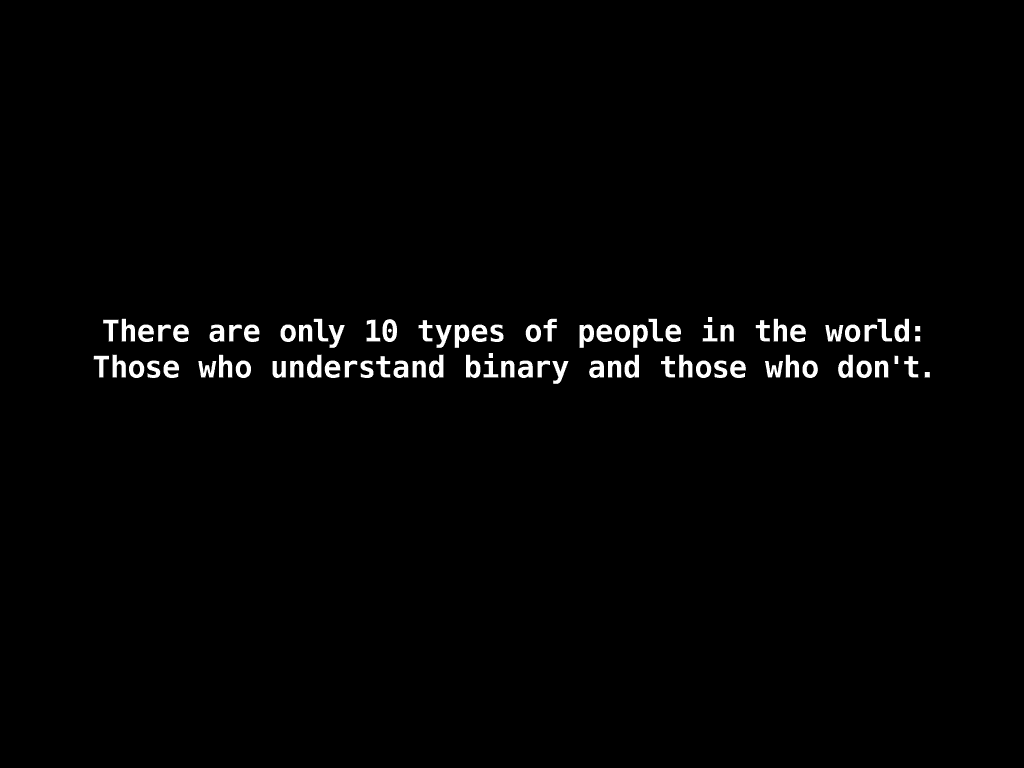 There are only 10 types of people in the world:
Those who understand binary and those who don't.